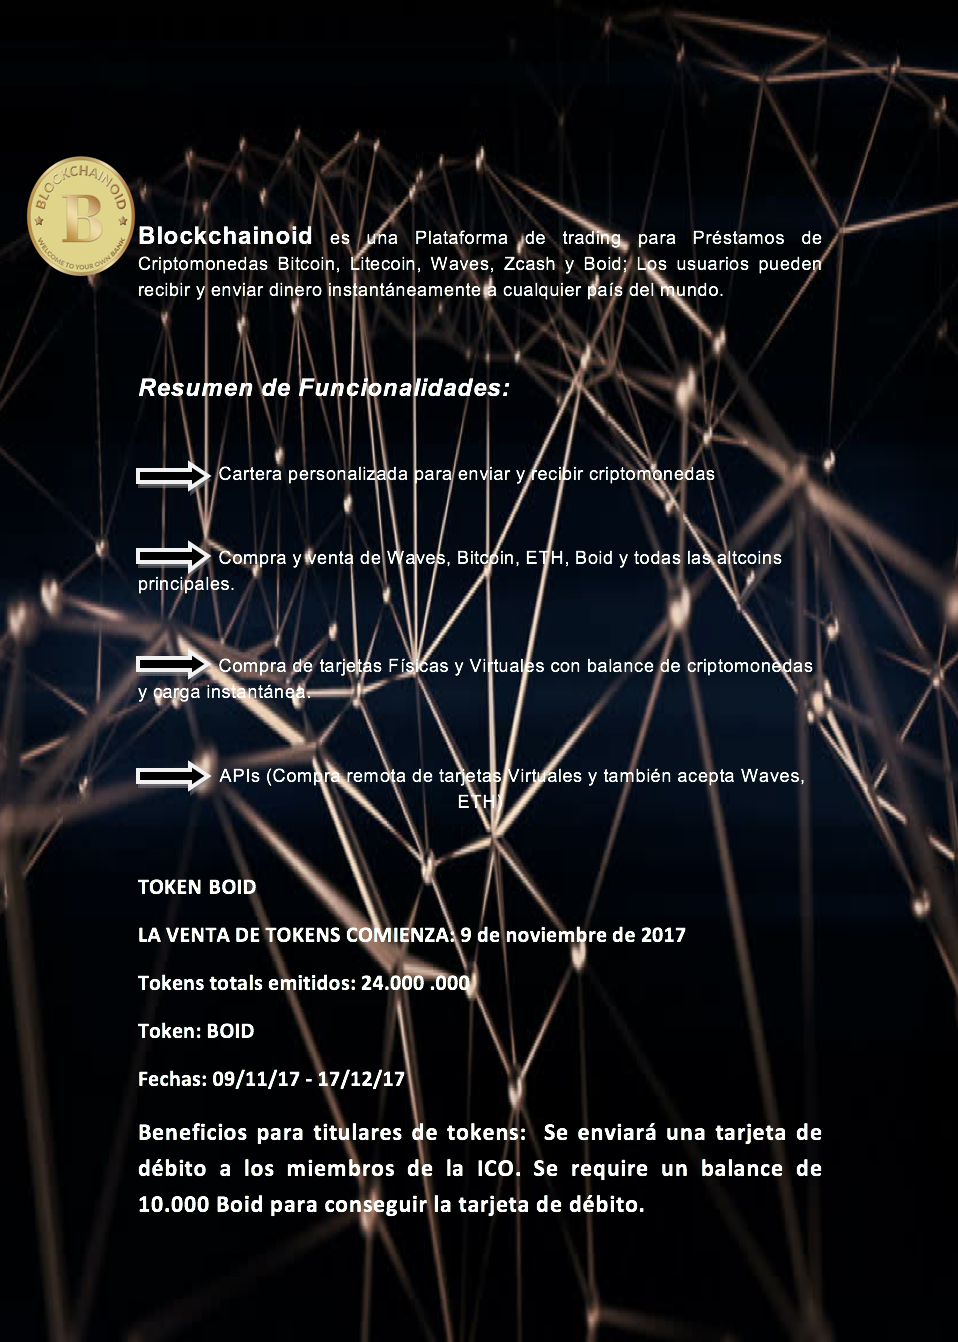 BLOCKCHAINOID
B
WELCOME TO YOUR OWN BANK
Blockchainoid es una Plataforma de trading para Préstamos de
Criptomonedas Bitcoin, Litecoin, Waves, Zcash y Boid; Los usuarios pueden
recibir y enviar dinero instantáneamente a cualquier país del mundo.
Resumen de Funcionalidades:
Cartera personalizada para enviar y recibir criptomonedas
Compra y venta de Waves, Bitcoin, ETH, Boid y todas las altcoins
principales.
Compra de tarjetas Físicas y Virtuales con balance de criptomonedas
y carga instantánea.
APIs (Compra remota de tarjetas Virtuales y también acepta Waves,
ETH)
TOKEN BOID
LA VENTA DE TOKENS COMIENZA: 9 de noviembre de 2017
Tokens totals emitidos: 24.000 .000
Token: BOID
Fechas: 09/11/17 - 17/12/17
Beneficios para titulares de tokens: Se enviará una tarjeta de
débito a los miembros de la ICO. Se require un balance de
10.000 Boid para conseguir la tarjeta de débito.